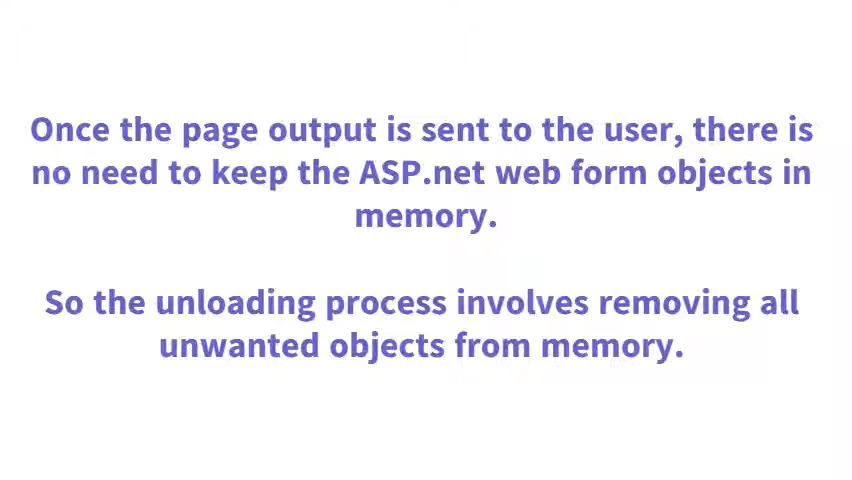 Once the page output is sent to the user, there is
no need to keep the ASP.net web form objects in
memory.
So the unloading process involves removing all
unwanted objects from memory.